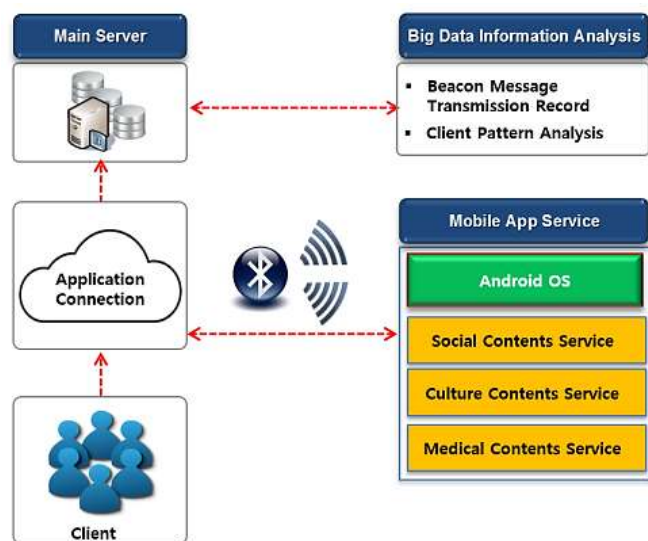 Main Server
Big Data Information Analysis
▪ Beacon Message
Transmission Record
▪ Client Pattern Analysis
Application
Connection
Mobile App Service
Android OS
Social Contents Service
Culture Contents Service
Medical Contents Service
Client